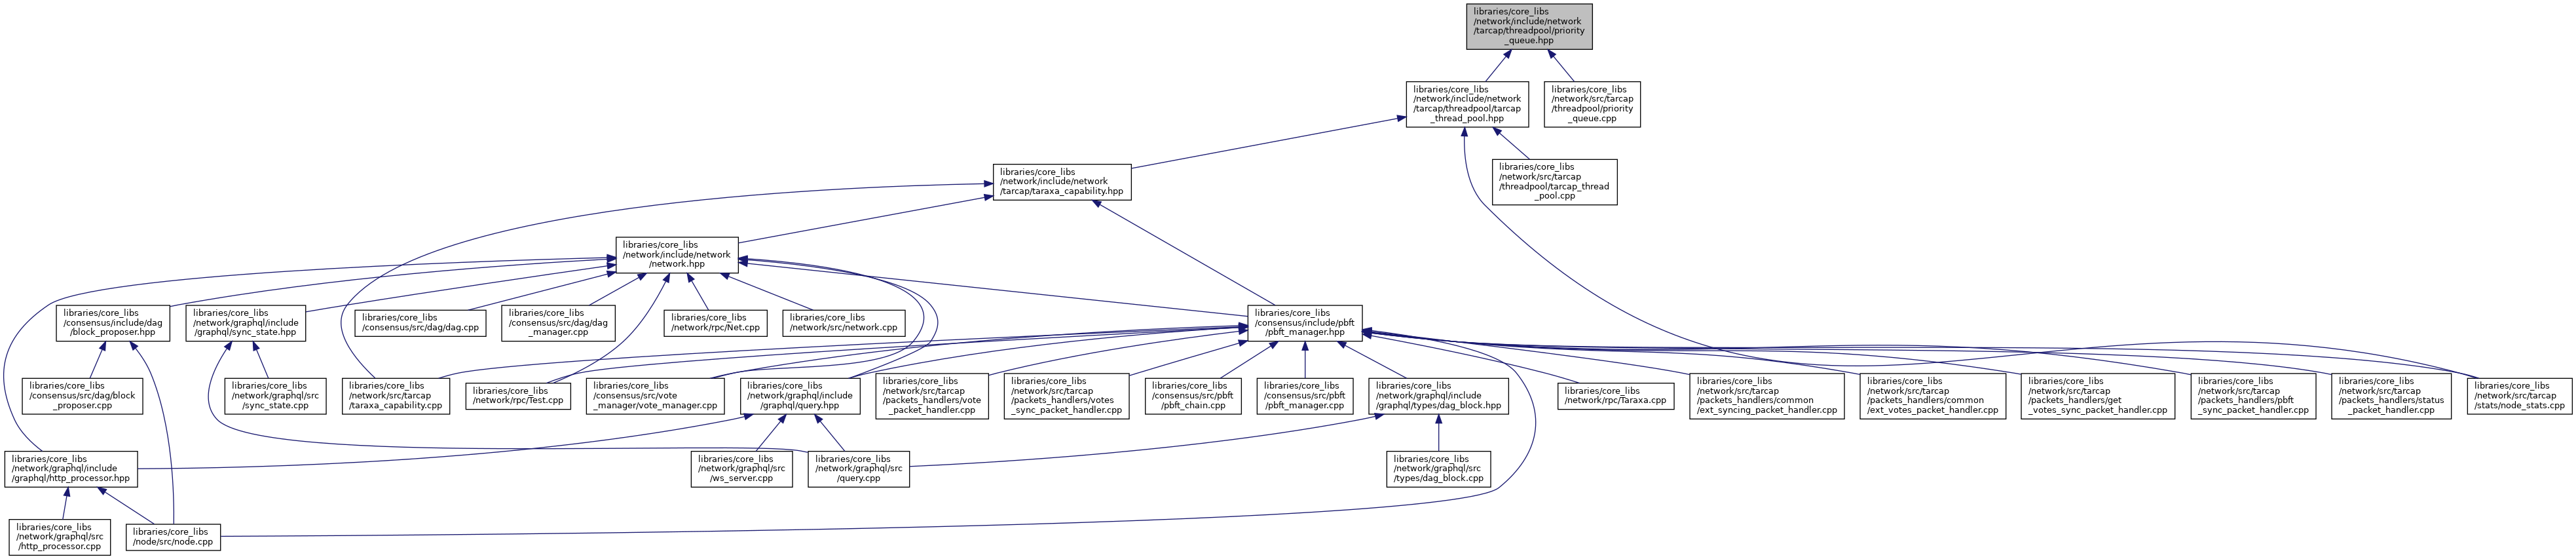 libraries/core_libs
/network/include/network
/tarcap/threadpool/priority
_queue.hpp
libraries/core_libs
/network/include/network
/tarcap/threadpool/tarcap
_thread_pool.hpp
libraries/core_libs
/network/src/tarcap
/threadpool/priority
_queue.cpp
libraries/core_libs
/network/include/network
/tarcap/taraxa_capability.hpp
libraries/core_libs
/network/src/tarcap
/threadpool/tarcap_thread
_pool.cpp
libraries/core_libs
/network/include/network
/network.hpp
libraries/core_libs
/consensus/include/dag
/block_proposer.hpp
libraries/core_libs
/network/graphql/include
/graphql/sync_state.hpp
libraries/core_libs
/consensus/src/dag/dag.cpp
libraries/core_libs
/consensus/src/dag/dag
_manager.cpp
libraries/core_libs
/network/rpc/Net.cpp
libraries/core_libs
/network/src/network.cpp
libraries/core_libs
/consensus/include/pbft
/pbft_manager.hpp
libraries/core_libs
/consensus/src/dag/block
_proposer.cpp
libraries/core_libs
/network/graphql/src
/sync_state.cpp
libraries/core_libs
/network/src/tarcap
/taraxa_capability.cpp
libraries/core_libs
/network/rpc/Test.cpp
libraries/core_libs
/consensus/src/vote
_manager/vote_manager.cpp
libraries/core_libs
/network/graphql/include
/graphql/query.hpp
libraries/core_libs
/network/src/tarcap
/packets_handlers/vote
_packet_handler.cpp
libraries/core_libs
/network/src/tarcap
/packets_handlers/votes
_sync_packet_handler.cpp
libraries/core_libs
/consensus/src/pbft
/pbft_chain.cpp
libraries/core_libs
/consensus/src/pbft
/pbft_manager.cpp
libraries/core_libs
/network/graphql/include
/graphql/types/dag_block.hpp
libraries/core_libs
/network/rpc/Taraxa.cpp
libraries/core_libs
/network/src/tarcap
/packets_handlers/common
/ext_syncing_packet_handler.cpp
libraries/core_libs
/network/src/tarcap
/packets_handlers/common
/ext_votes_packet_handler.cpp
libraries/core_libs
/network/src/tarcap
/packets_handlers/get
_votes_sync_packet_handler.cpp
libraries/core_libs
/network/src/tarcap
/packets_handlers/pbft
_sync_packet_handler.cpp
libraries/core_libs
/network/src/tarcap
/packets_handlers/status
_packet_handler.cpp
libraries/core_libs
/network/src/tarcap
/stats/node_stats.cpp
libraries/core_libs
/network/graphql/include
/graphql/http_processor.hpp
libraries/core_libs
/network/graphql/src
/ws_server.cpp
libraries/core_libs
/network/graphql/src
/query.cpp
libraries/core_libs
/network/graphql/src
/types/dag_block.cpp
libraries/core_libs
/network/graphql/src
/http_processor.cpp
libraries/core_libs
/node/src/node.cpp